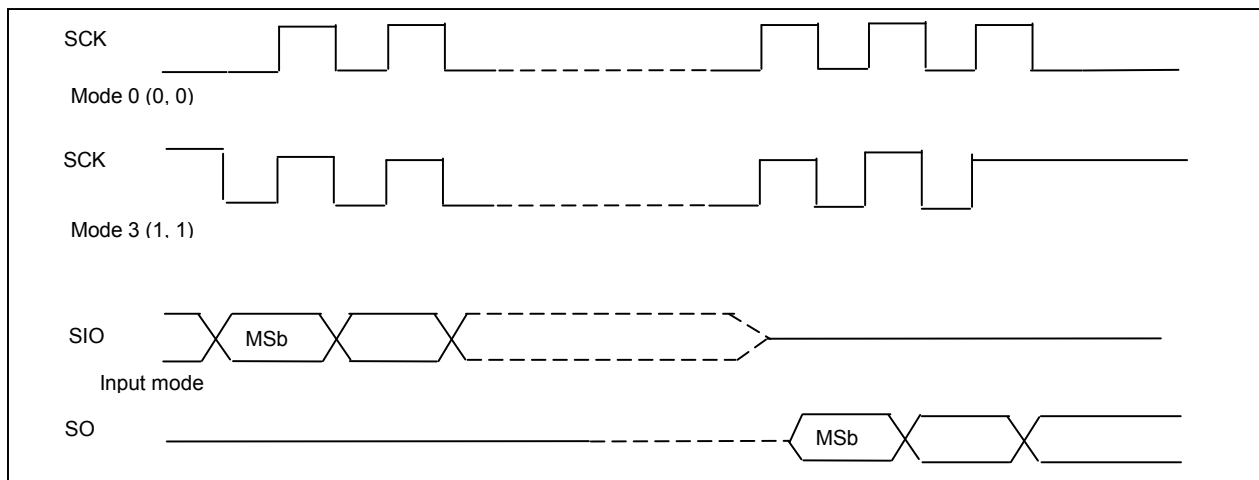 SCK
Mode 0 (0, 0)
SCK
Mode 3 (1, 1)
SIO
MSb
Input mode
SO
MSb